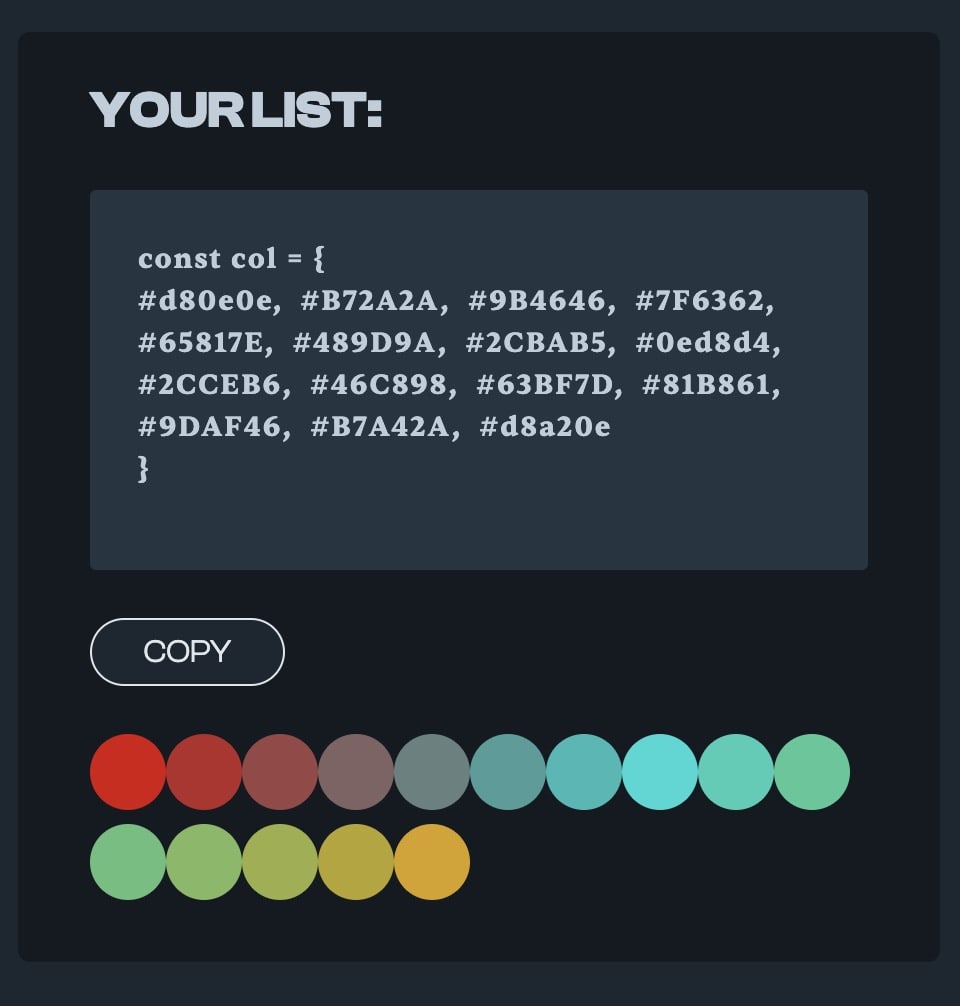 YOUR LIST:
const col = {
#d80e0e, #B72A2A, #9B4646, #7F6362,
#65817E, #489D9A, #2CBAB5, #0ed8d4,
#2CCEB6, #46C898, #63BF7D, #81B861,
#9DAF46, #B7A42A, #d8a20e
}
COPY